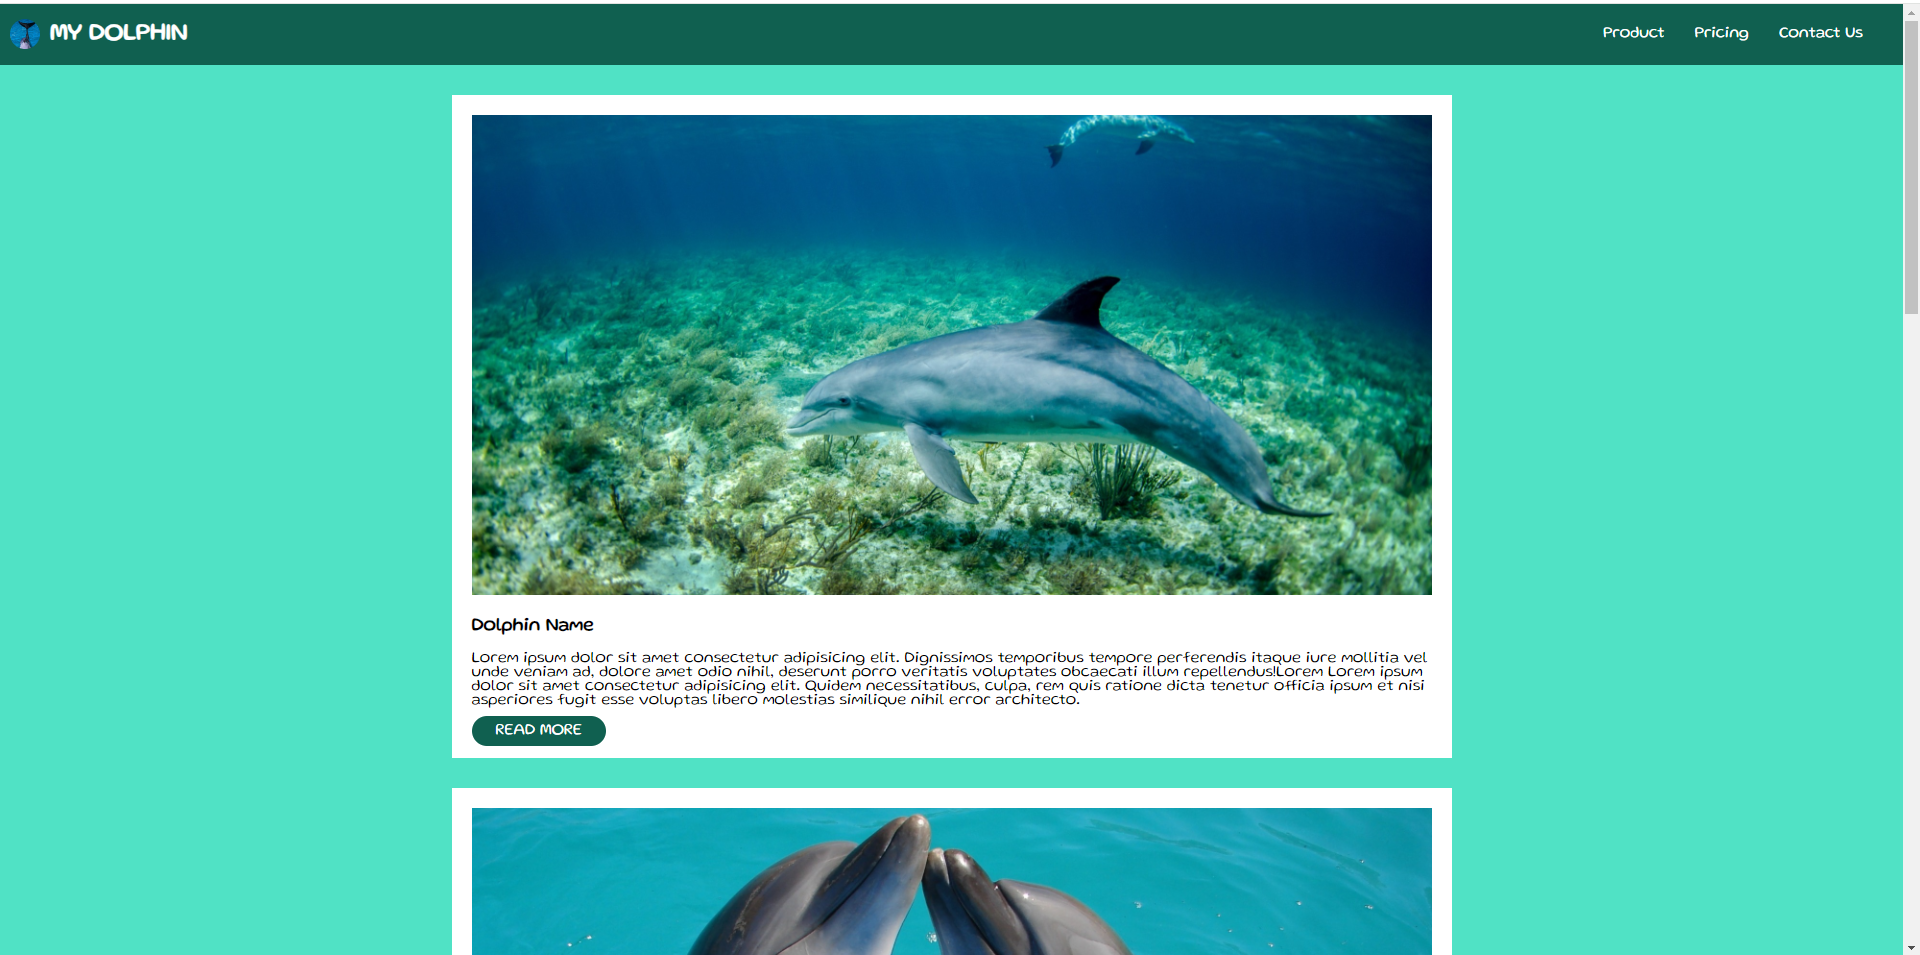 MY DOLPHIN
Product
Pricing
Contact Us
Dolphin Name
Lorem ipsum dolor sit amet consectetur adipisicing elit. Dignissimos temporibus tempore perferendis itaque iure mollitia vel
unde veniam ad, dolore amet odio nihil, deserunt porro veritatis voluptates obcaecati illum repellendus!Lorem Lorem ipsum
dolor sit amet consectetur adipisicing elit. Quidem necessitatibus, culpa, rem quis ratione dicta tenetur officia ipsum et nisi
asperiores fugit esse voluptas libero molestias similique nihil error architecto.
READ MORE